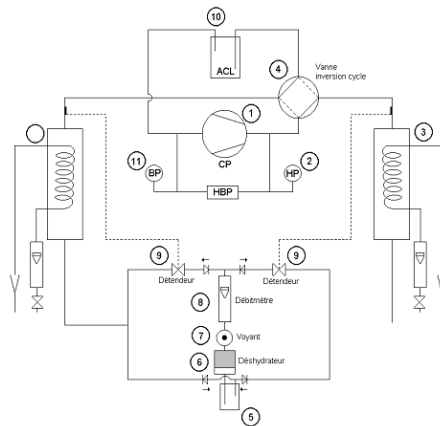 10
ACL
4
Vanne
inversion cycle
1
CP
3
11
BP
2
HP
HBP
9
Détendeur
9
Détendeur
8
Débitmètre
7
Voyant
6
Déshydrateur
5